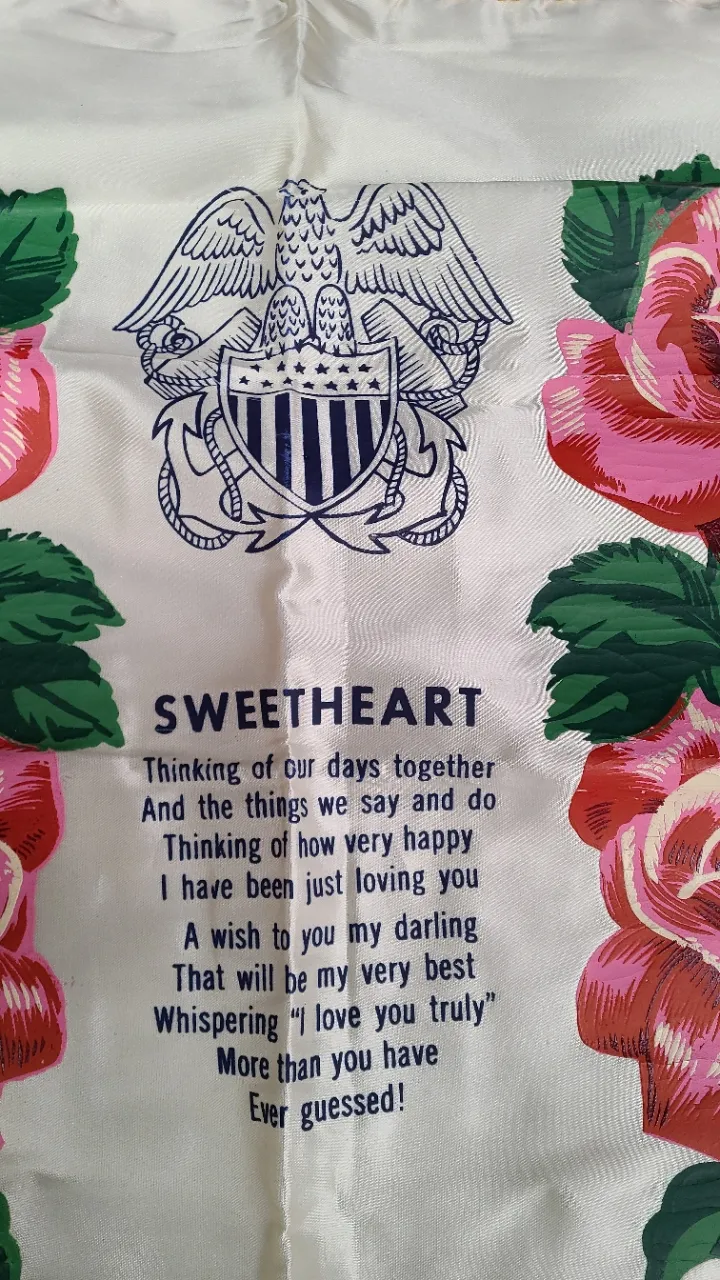 SWEETHEART
Thinking of our days together
And the things we say and do
Thinking of how very happy
I have been just loving you
A wish to you my darling
That will be my very best
Whispering “I love you truly”
More than you have
Ever guessed!